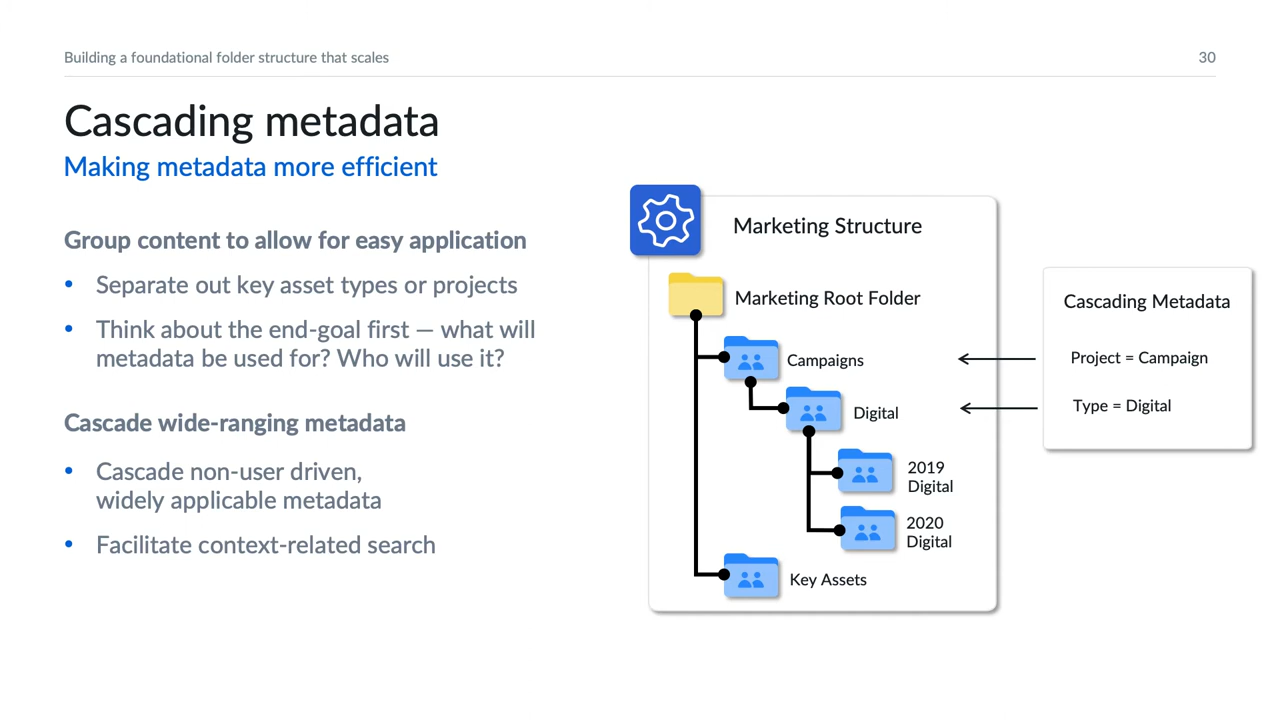 Building a foundational folder structure that scales
30
Cascading metadata
Making metadata more efficient
Group content to allow for easy application
• Separate out key asset types or projects
• Think about the end-goal first — what will
metadata be used for? Who will use it?
Cascade wide-ranging metadata
• Cascade non-user driven,
widely applicable metadata
• Facilitate context-related search
Marketing Structure
Marketing Root Folder
Campaigns
Digital
2019
Digital
2020
Digital
Key Assets
Cascading Metadata
Project = Campaign
Type = Digital